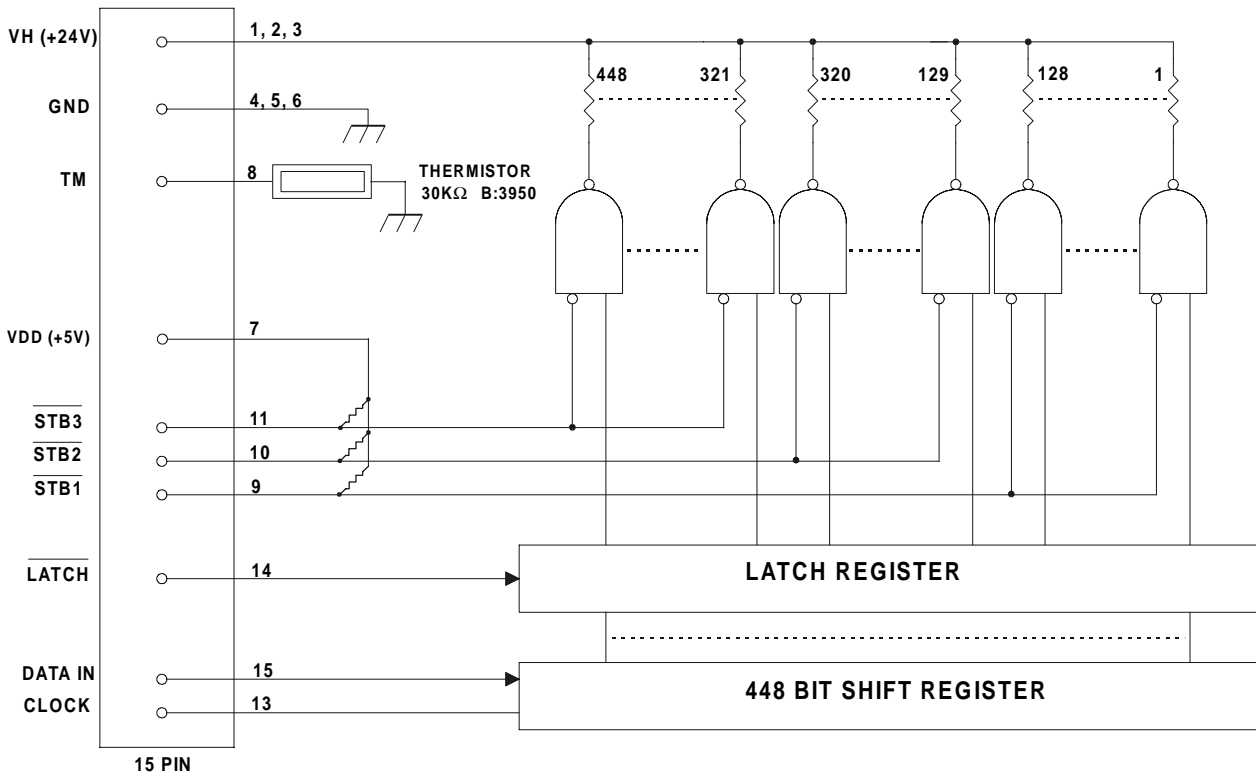 VH (+24V)
1, 2, 3
448
321
320
129
128
1
GND
4, 5, 6
TM
8
THERMISTOR
30KΩ B:3950
VDD (+5V)
7
STB3
11
STB2
10
STB1
9
LATCH
14
LATCH REGISTER
DATA IN
15
448 BIT SHIFT REGISTER
CLOCK
13
15 PIN